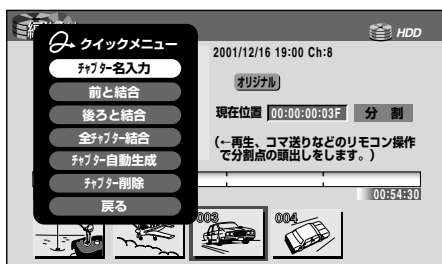 HDD
クイックメニュー
チャプター名入力
前と結合
後ろと結合
全チャプター結合
チャプター自動生成
チャプター削除
戻る
2001/12/16 19:00 Ch:8
オリジナル
現在位置 00:00:00:03F 分 割
(←再生、コマ送りなどのリモコン操作
で分割点の頭出しをします。)
00:54:30
003
004